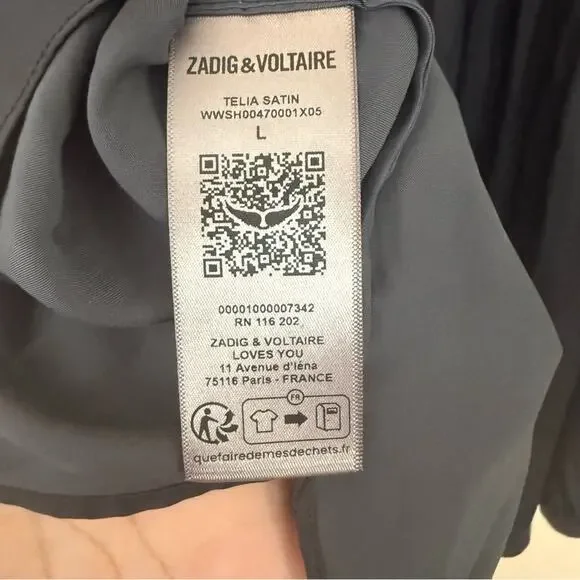 ZADIG&VOLTAIRE
TELIA SATIN
WWSH00470001X05
L
00001000007342
RN 116 202
ZADIG & VOLTAIRE
LOVES YOU
11 Avenue d'Iéna
75116 Paris - FRANCE
FR
quefairedemesdechets.fr